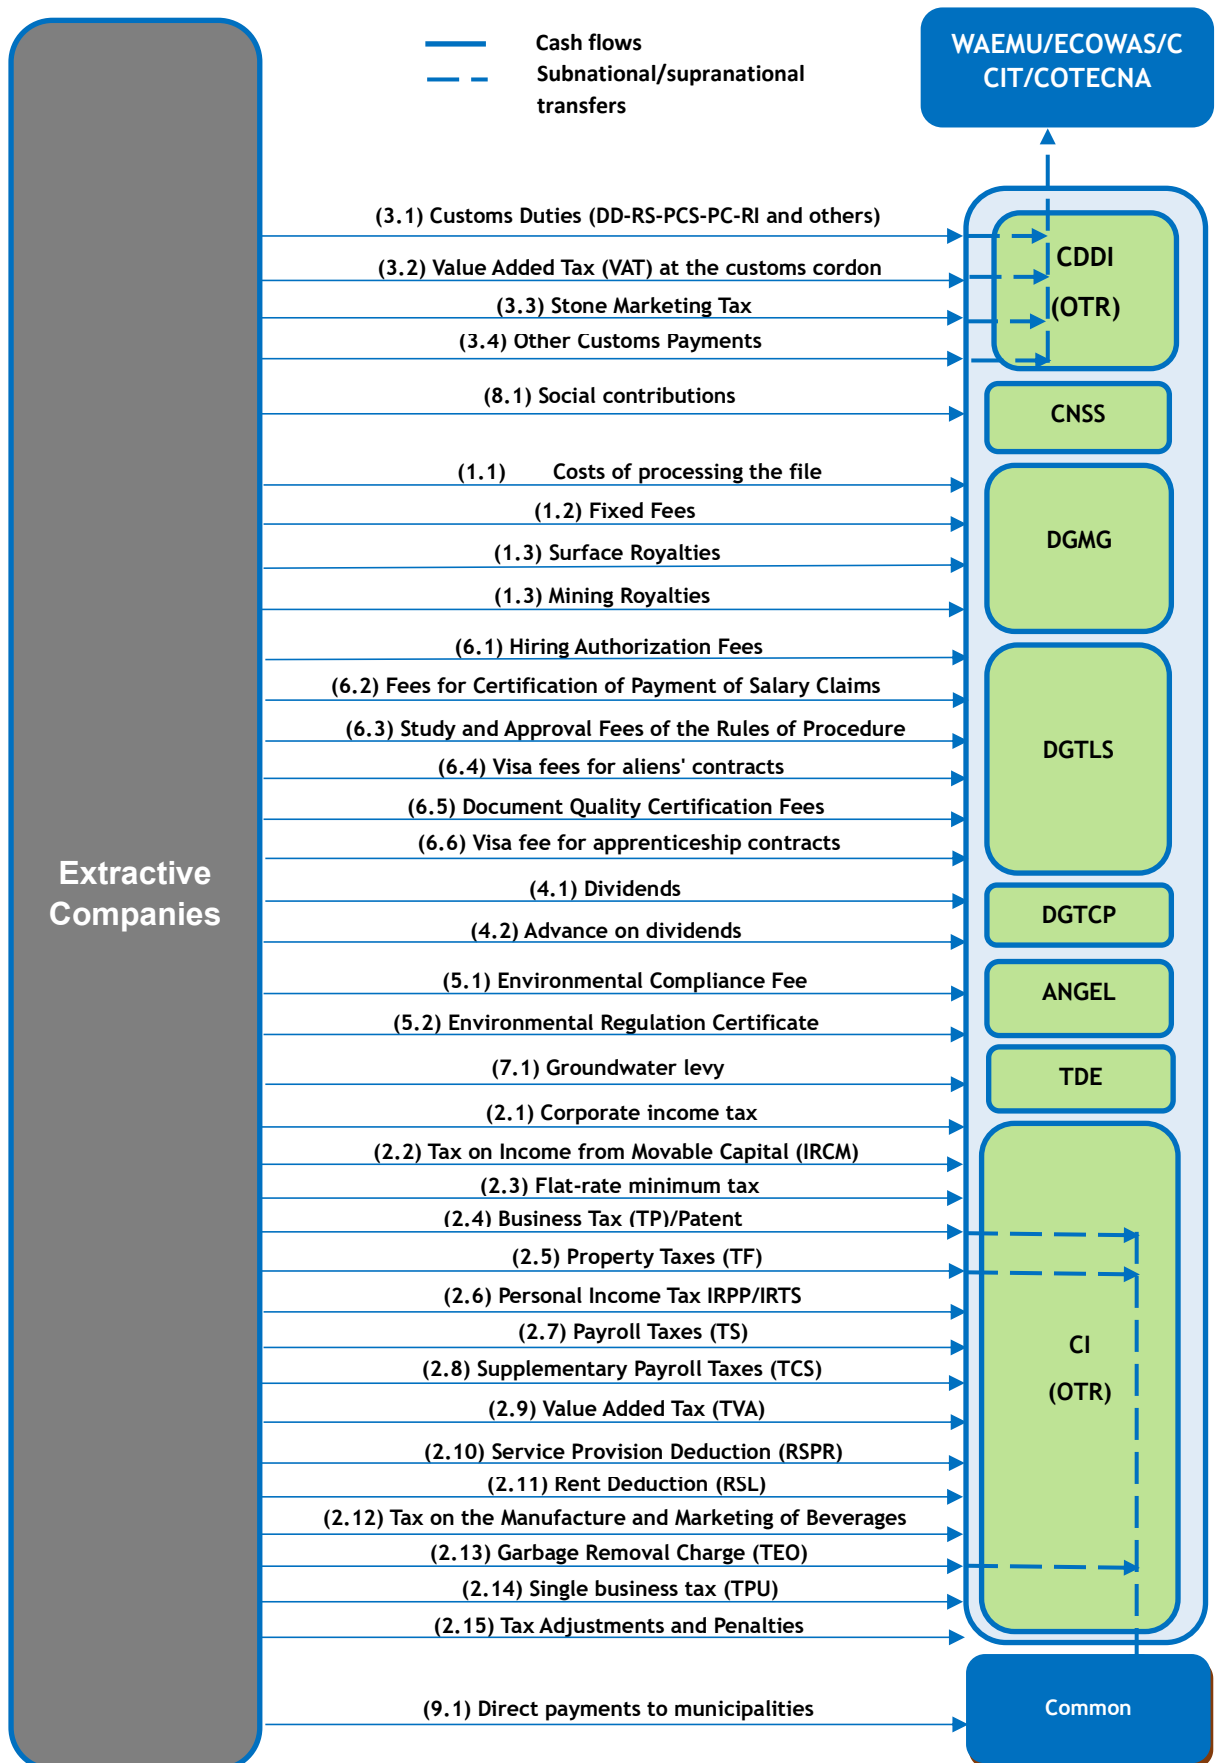 Cash flows
Subnational/supranational
transfers
WAEMU/ECOWAS/C
CIT/COTECNA
(3.1) Customs Duties (DD-RS-PCS-PC-RI and others)
(3.2) Value Added Tax (VAT) at the customs cordon
(3.3) Stone Marketing Tax
(3.4) Other Customs Payments
CDDI
(OTR)
(8.1) Social contributions
CNSS
(1.1) Costs of processing the file
(1.2) Fixed Fees
(1.3) Surface Royalties
(1.3) Mining Royalties
DGMG
(6.1) Hiring Authorization Fees
(6.2) Fees for Certification of Payment of Salary Claims
(6.3) Study and Approval Fees of the Rules of Procedure
(6.4) Visa fees for aliens' contracts
(6.5) Document Quality Certification Fees
(6.6) Visa fee for apprenticeship contracts
DGTLS
Extractive
Companies
(4.1) Dividends
(4.2) Advance on dividends
DGTCP
(5.1) Environmental Compliance Fee
(5.2) Environmental Regulation Certificate
ANGEL
(7.1) Groundwater levy
TDE
(2.1) Corporate income tax
(2.2) Tax on Income from Movable Capital (IRCM)
(2.3) Flat-rate minimum tax
(2.4) Business Tax (TP)/Patent
(2.5) Property Taxes (TF)
(2.6) Personal Income Tax IRPP/IRTS
(2.7) Payroll Taxes (TS)
(2.8) Supplementary Payroll Taxes (TCS)
(2.9) Value Added Tax (TVA)
(2.10) Service Provision Deduction (RSPR)
(2.11) Rent Deduction (RSL)
(2.12) Tax on the Manufacture and Marketing of Beverages
(2.13) Garbage Removal Charge (TEO)
(2.14) Single business tax (TPU)
(2.15) Tax Adjustments and Penalties
CI
(OTR)
(9.1) Direct payments to municipalities
Common